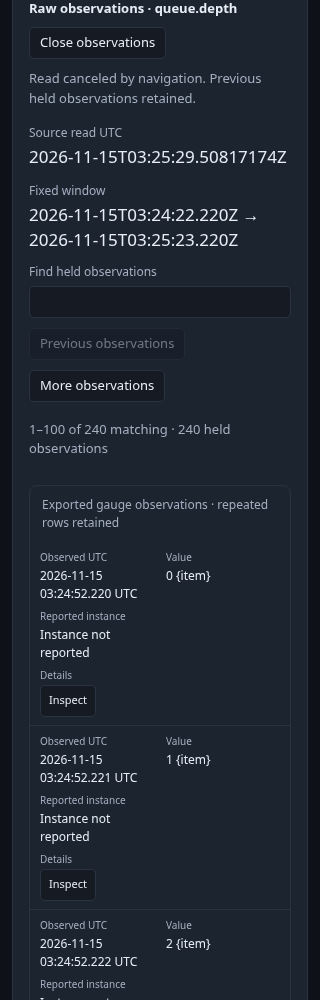 Raw observations · queue.depth
Close observations
Read canceled by navigation. Previous
held observations retained.
Source read UTC
2026-11-15T03:25:29.50817174Z
Fixed window
2026-11-15T03:24:22.220Z →
2026-11-15T03:25:23.220Z
Find held observations
Previous observations
More observations
1–100 of 240 matching · 240 held
observations
Exported gauge observations · repeated
rows retained
Observed UTC Value
2026-11-15 0 {item}
03:24:52.220 UTC
Reported instance
Instance not
reported
Details
Inspect
Observed UTC Value
2026-11-15 1 {item}
03:24:52.221 UTC
Reported instance
Instance not
reported
Details
Inspect
Observed UTC Value
2026-11-15 2 {item}
03:24:52.222 UTC
Reported instance